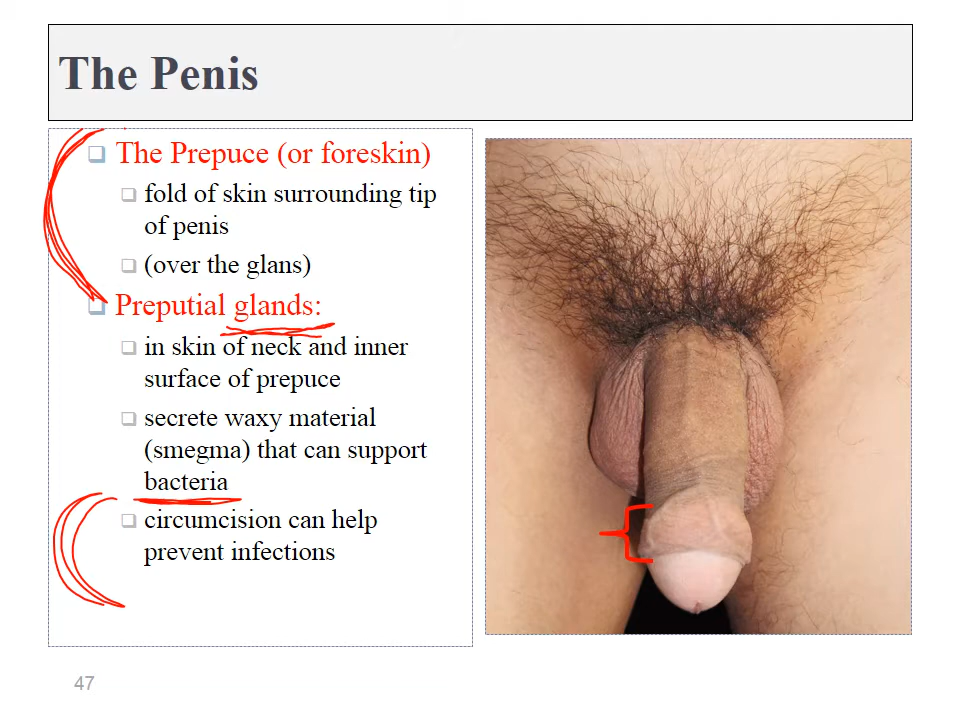 The Penis
The Prepuce (or foreskin)
fold of skin surrounding tip
of penis
(over the glans)
Preputial glands:
in skin of neck and inner
surface of prepuce
secrete waxy material
(smegma) that can support
bacteria
circumcision can help
prevent infections
47